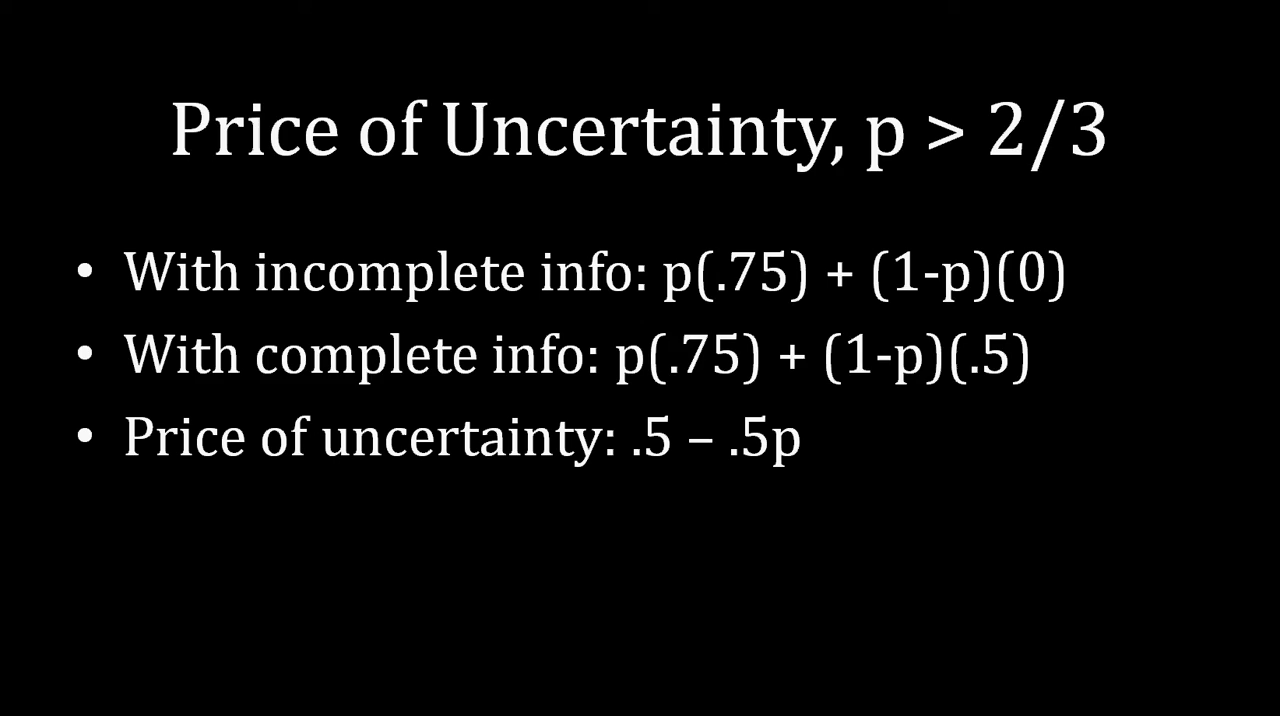 Price of Uncertainty, p > 2/3
• With incomplete info: p(.75) + (1-p)(0)
• With complete info: p(.75) + (1-p)(.5)
• Price of uncertainty: .5 – .5p